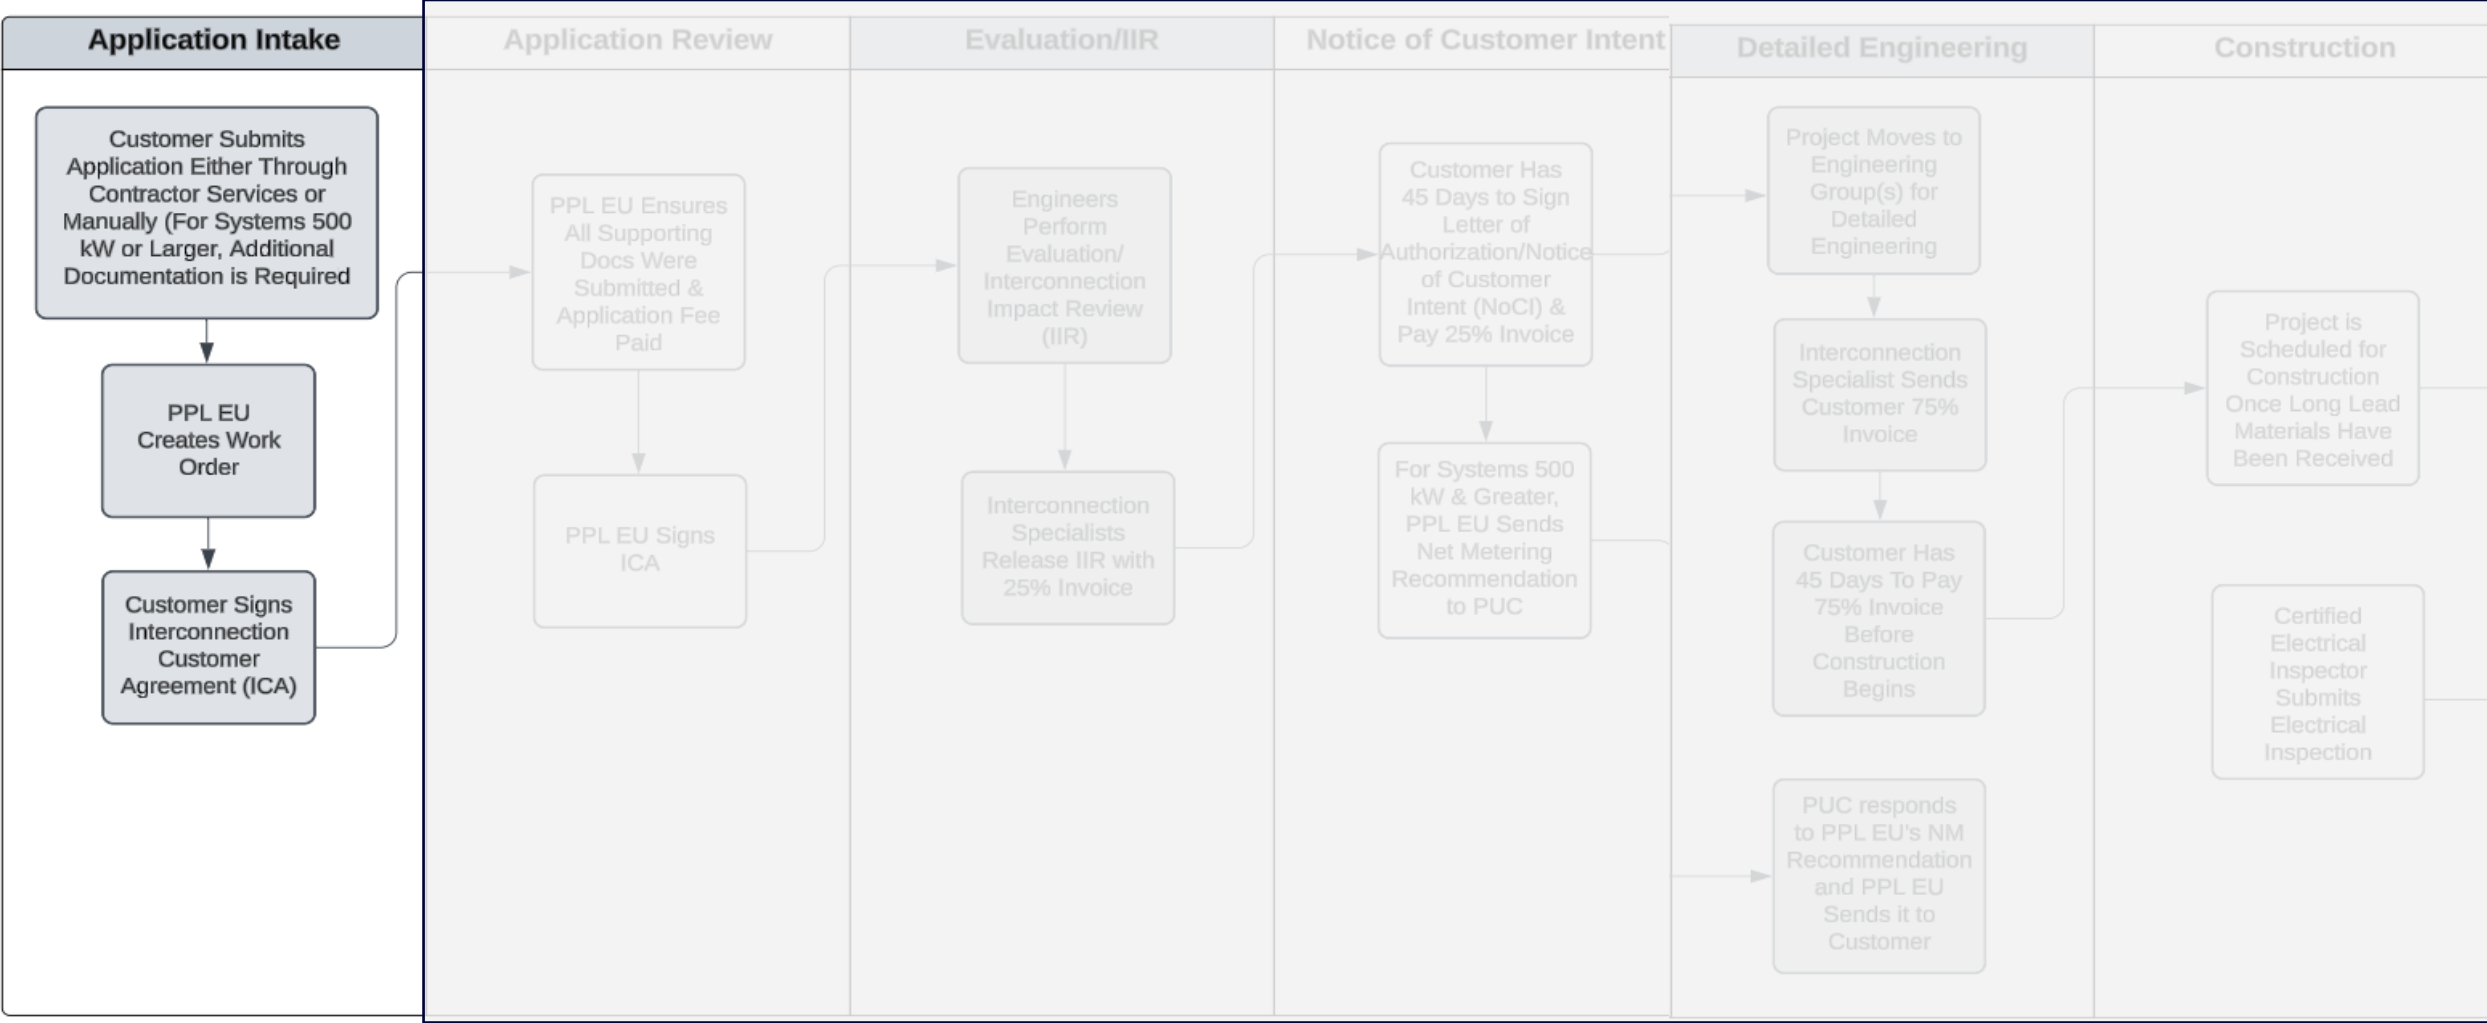 Application Intake
Customer Submits
Application Either Through
Contractor Services or
Manually (For Systems 500
kW or Larger, Additional
Documentation is Required
PPL EU
Creates Work
Order
Customer Signs
Interconnection
Customer
Agreement (ICA)
Application Review
PPL EU Ensures
All Supporting
Docs Were
Submitted &
Application Fee
Paid
PPL EU Signs
ICA
Evaluation/IIR
Engineers
Perform
Evaluation/
Interconnection
Impact Review
(IIR)
Interconnection
Specialists
Release IIR with
25% Invoice
Notice of Customer Intent
Customer Has
45 Days to Sign
Letter of
Authorization/Notice
of Customer
Intent (NoCI) &
Pay 25% Invoice
For Systems 500
kW & Greater,
PPL EU Sends
Net Metering
Recommendation
to PUC
Detailed Engineering
Project Moves to
Engineering
Group(s) for
Detailed
Engineering
Interconnection
Specialist Sends
Customer 75%
Invoice
Customer Has
45 Days To Pay
75% Invoice
Before
Construction
Begins
PUC responds
to PPL EU's NM
Recommendation
and PPL EU
Sends it to
Customer
Construction
Project is
Scheduled for
Construction
Once Long Lead
Materials Have
Been Received
Certified
Electrical
Inspector
Submits
Electrical
Inspection